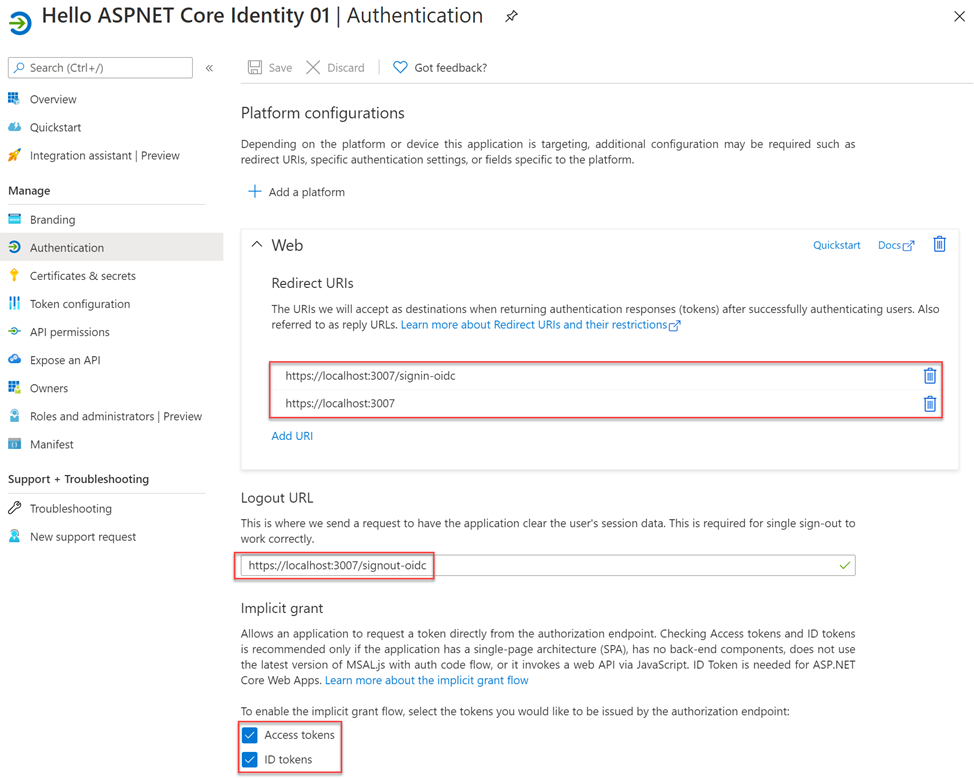 Hello ASPNET Core Identity 01 | Authentication
Search (Ctrl+/)
«
Overview
Quickstart
Integration assistant | Preview
Manage
Branding
Authentication
Certificates & secrets
Token configuration
API permissions
Expose an API
Owners
Roles and administrators | Preview
Manifest
Support + Troubleshooting
Troubleshooting
New support request
Save Discard Got feedback?
Platform configurations
Depending on the platform or device this application is targeting, additional configuration may be required such as
redirect URIs, specific authentication settings, or fields specific to the platform.
Add a platform
Web Quickstart Docs
Redirect URIs
The URIs we will accept as destinations when returning authentication responses (tokens) after successfully authenticating users. Also
referred to as reply URLs. Learn more about Redirect URIs and their restrictions
https://localhost:3007/signin-oidc
https://localhost:3007
Add URI
Logout URL
This is where we send a request to have the application clear the user's session data. This is required for single sign-out to
work correctly.
https://localhost:3007/signout-oidc
Implicit grant
Allows an application to request a token directly from the authorization endpoint. Checking Access tokens and ID tokens
is recommended only if the application has a single-page architecture (SPA), has no back-end components, does not use
the latest version of MSAL.js with auth code flow, or it invokes a web API via JavaScript. ID Token is needed for ASP.NET
Core Web Apps. Learn more about the implicit grant flow
To enable the implicit grant flow, select the tokens you would like to be issued by the authorization endpoint:
Access tokens
ID tokens